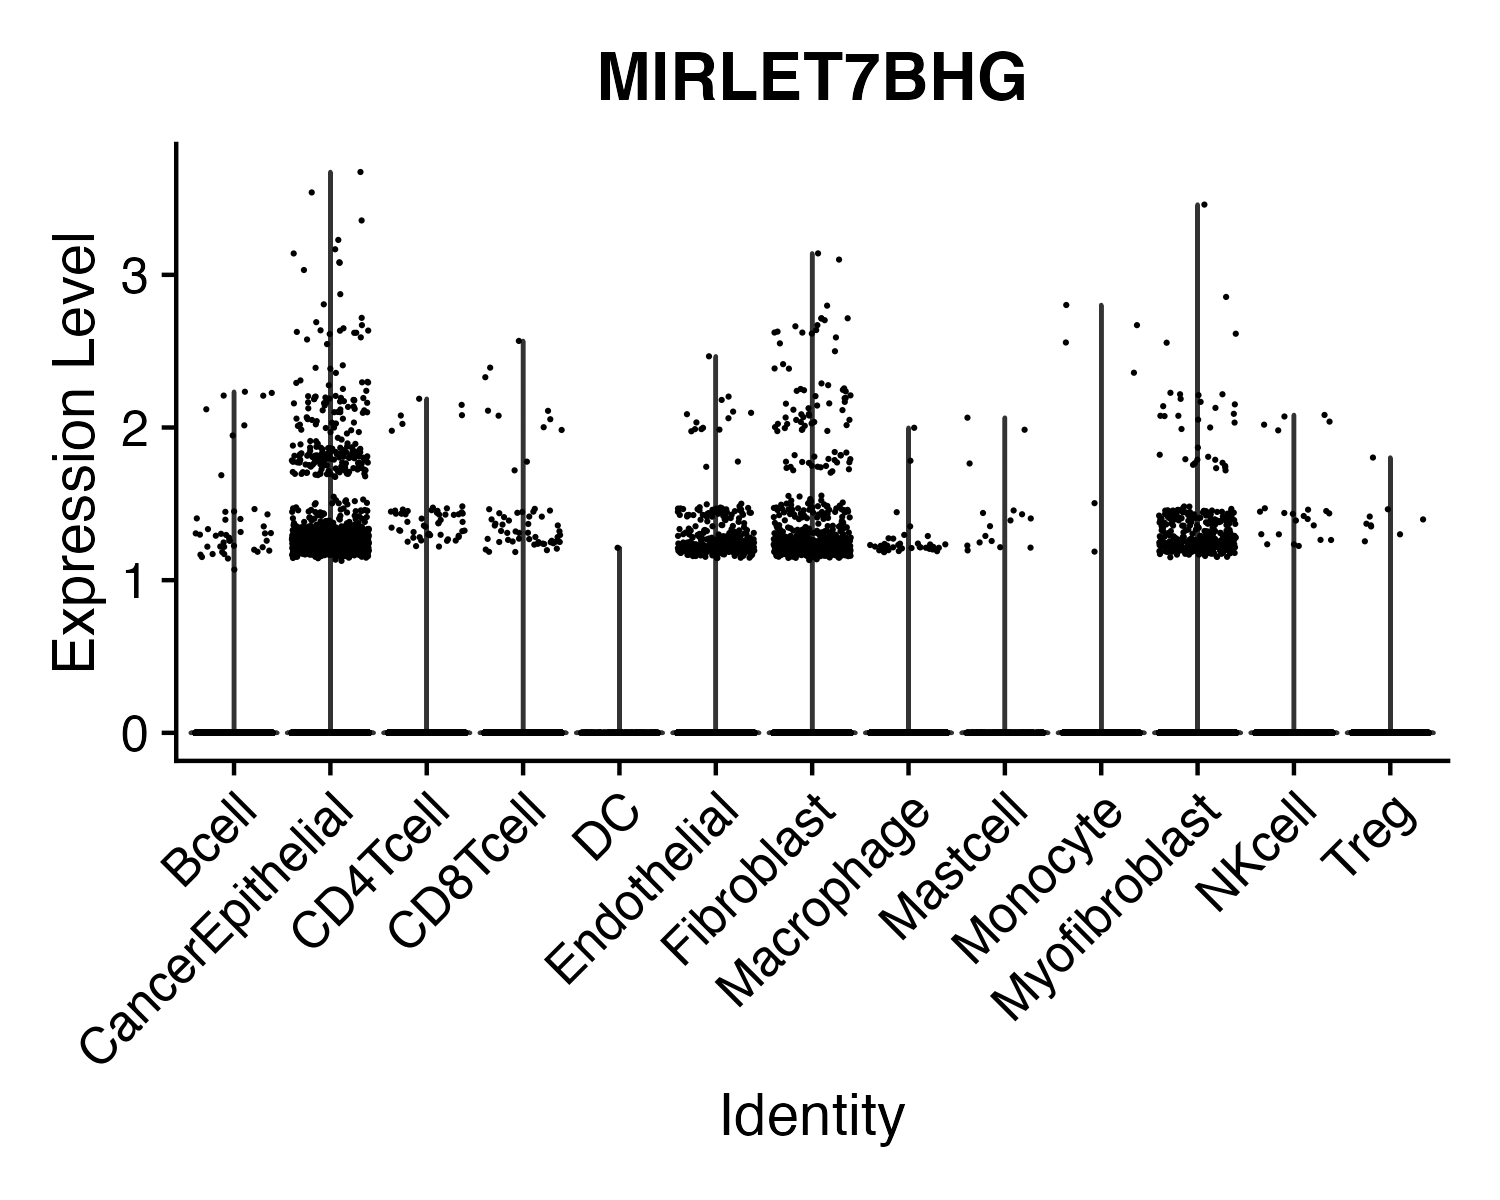 MIRLET7BHG
Expression Level
3
2
1
0
Bcell
CancerEpithelial
CD4Tcell
CD8Tcell
DC
Endothelial
Fibroblast
Macrophage
Mastcell
Monocyte
Myofibroblast
NKcell
Treg
Identity